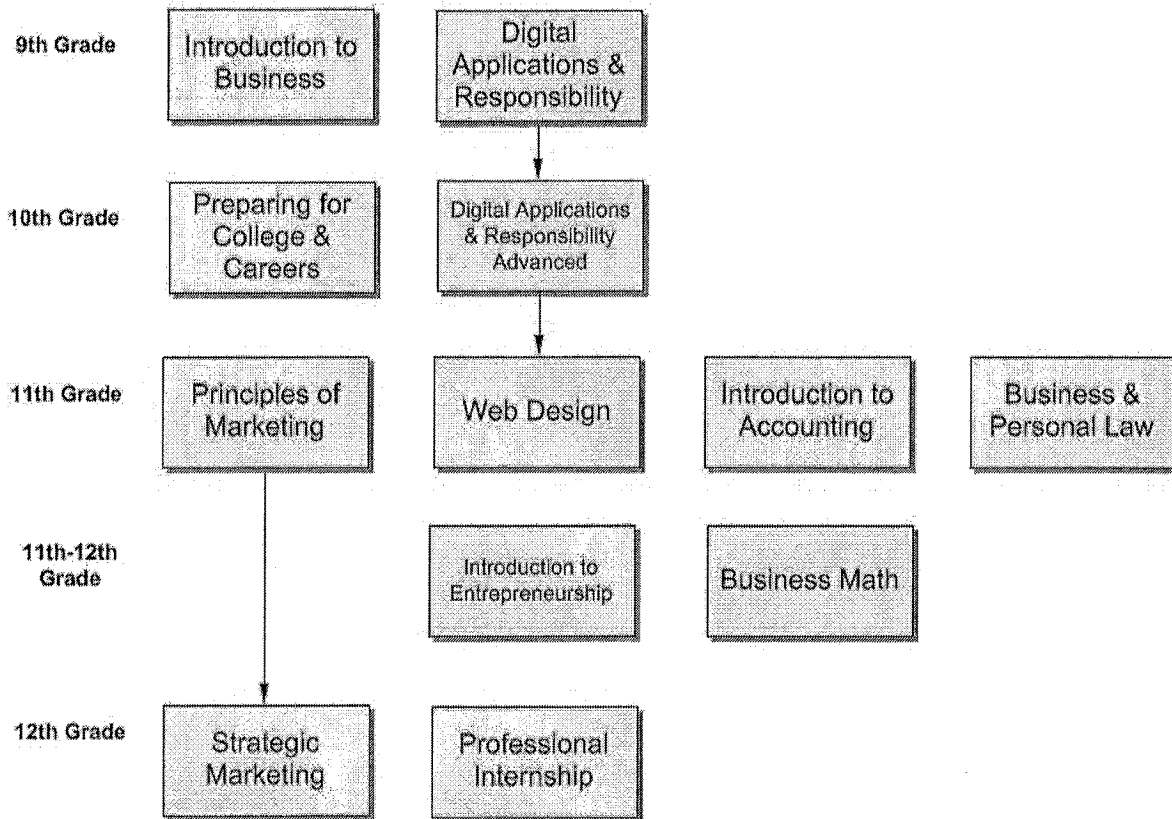 9th Grade
Introduction to
Business
Digital
Applications &
Responsibility
10th Grade
Preparing for
College &
Careers
Digital Applications
& Responsibility
Advanced
11th Grade
Principles of
Marketing
Web Design
Introduction to
Accounting
Business &
Personal Law
11th-12th
Grade
Introduction to
Entrepreneurship
Business Math
12th Grade
Strategic
Marketing
Professional
Internship